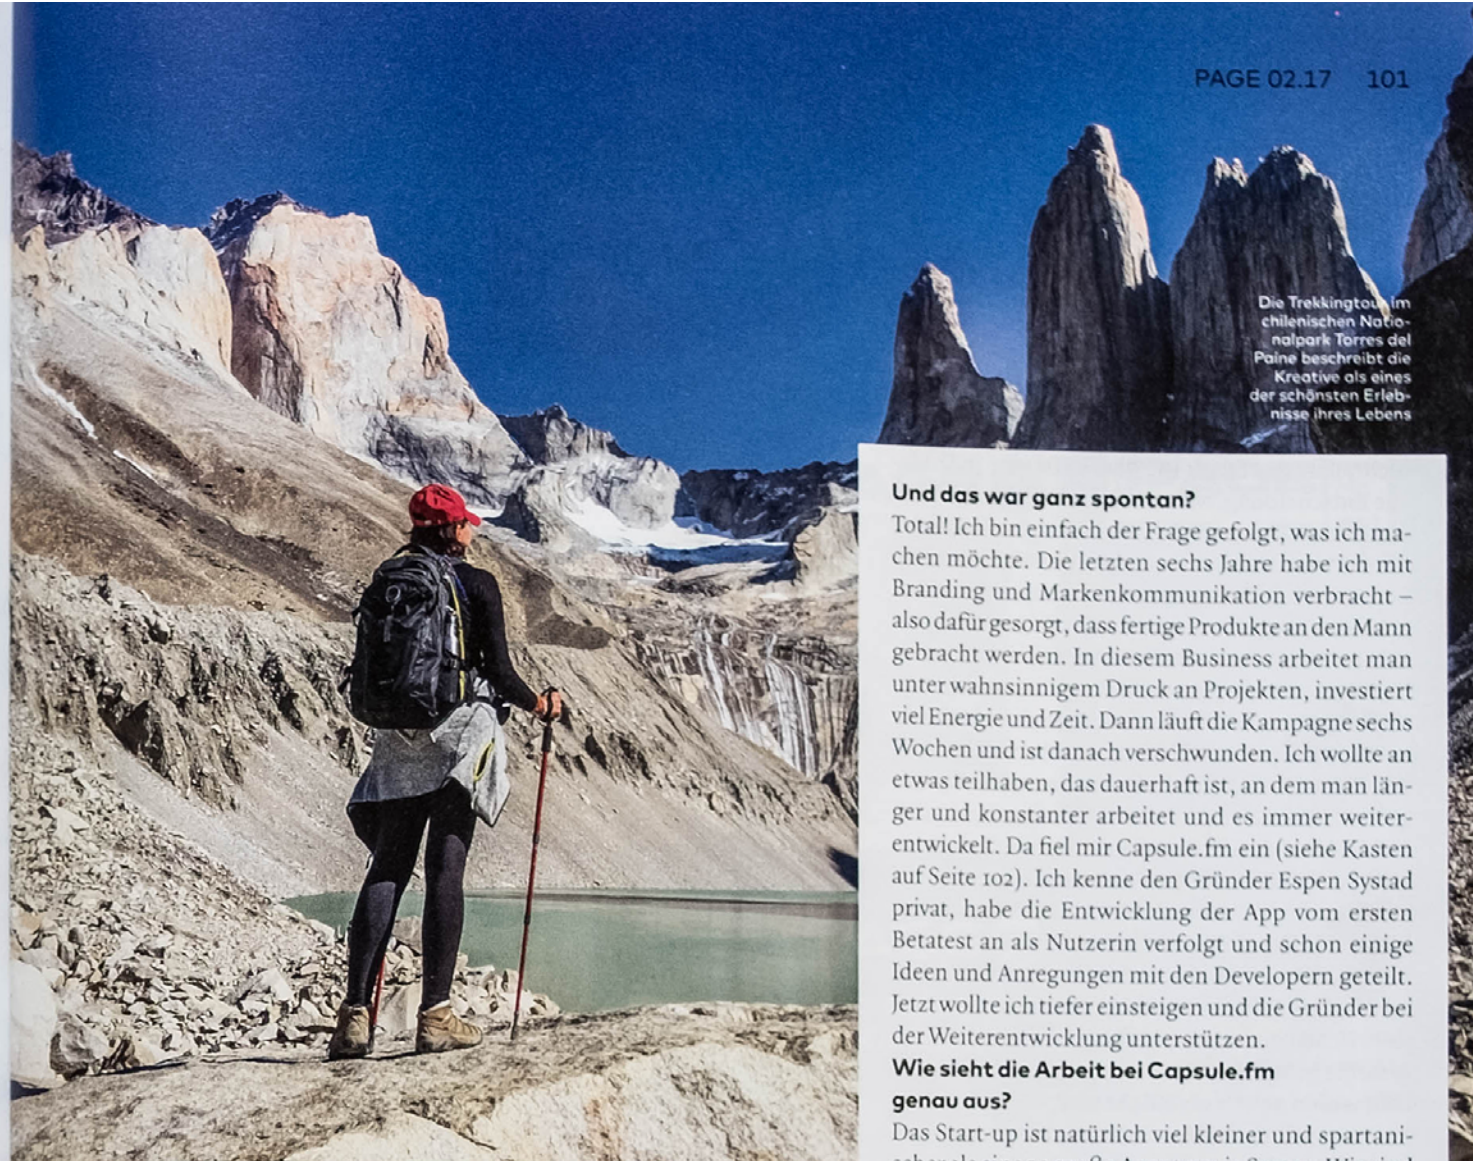 PAGE 02.17 101
Die Trekkingtour im
chilenischen Natio-
nalpark Torres del
Paine beschreibt die
Kreative als eines
der schönsten Erleb-
nisse ihres Lebens
Und das war ganz spontan?
Total! Ich bin einfach der Frage gefolgt, was ich ma-
chen möchte. Die letzten sechs Jahre habe ich mit
Branding und Markenkommunikation verbracht –
also dafür gesorgt, dass fertige Produkte an den Mann
gebracht werden. In diesem Business arbeitet man
unter wahnsinnigem Druck an Projekten, investiert
viel Energie und Zeit. Dann läuft die Kampagne sechs
Wochen und ist danach verschwunden. Ich wollte an
etwas teilhaben, das dauerhaft ist, an dem man län-
ger und konstanter arbeitet und es immer weiter-
entwickelt. Da fiel mir Capsule.fm ein (siehe Kasten
auf Seite 102). Ich kenne den Gründer Espen Systad
privat, habe die Entwicklung der App vom ersten
Betatest an als Nutzerin verfolgt und schon einige
Ideen und Anregungen mit den Developern geteilt.
Jetzt wollte ich tiefer einsteigen und die Gründer bei
der Weiterentwicklung unterstützen.
Wie sieht die Arbeit bei Capsule.fm
genau aus?
Das Start-up ist natürlich viel kleiner und spartani-